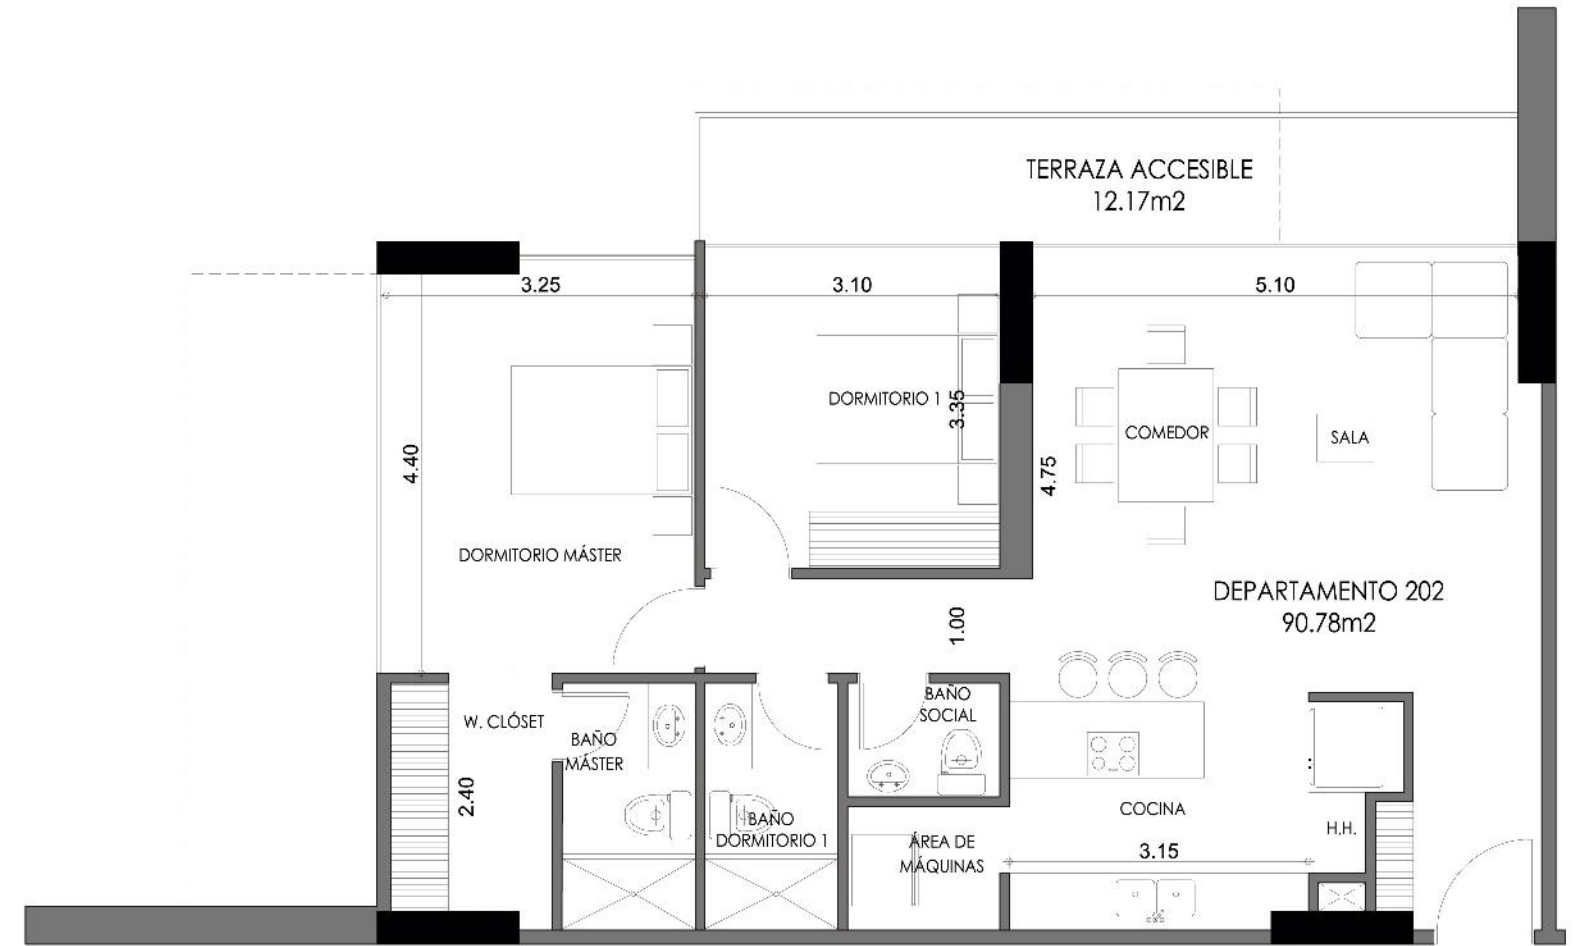 TERRAZA ACCESIBLE
12.17m2
3.25
3.10
5.10
DORMITORIO 1
3.35
COMEDOR
SALA
4.40
4.75
DORMITORIO MÁSTER
DEPARTAMENTO 202
90.78m2
1.00
W. CLÓSET
BAÑO
MÁSTER
BAÑO
SOCIAL
2.40
BAÑO
DORMITORIO 1
COCINA
H.H.
ÁREA DE
MÁQUINAS
3.15